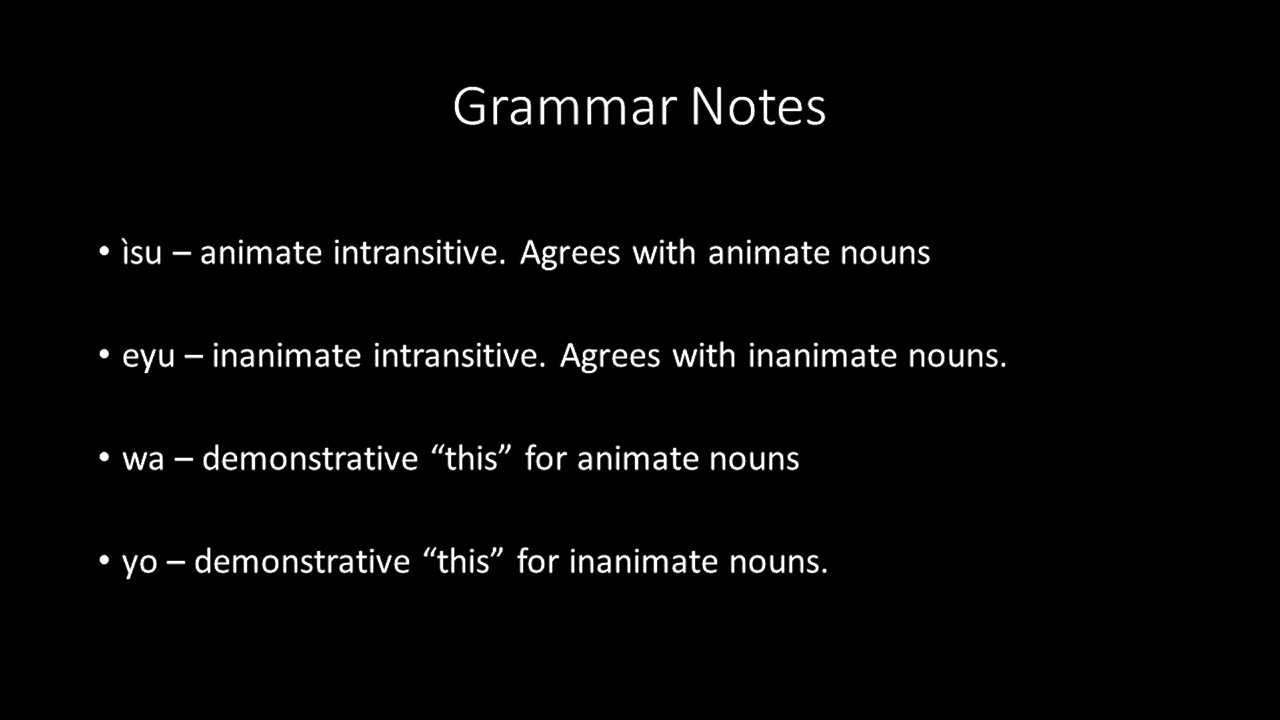 Grammar Notes
• ìsu – animate intransitive. Agrees with animate nouns
• eyu – inanimate intransitive. Agrees with inanimate nouns.
• wa – demonstrative “this” for animate nouns
• yo – demonstrative “this” for inanimate nouns.